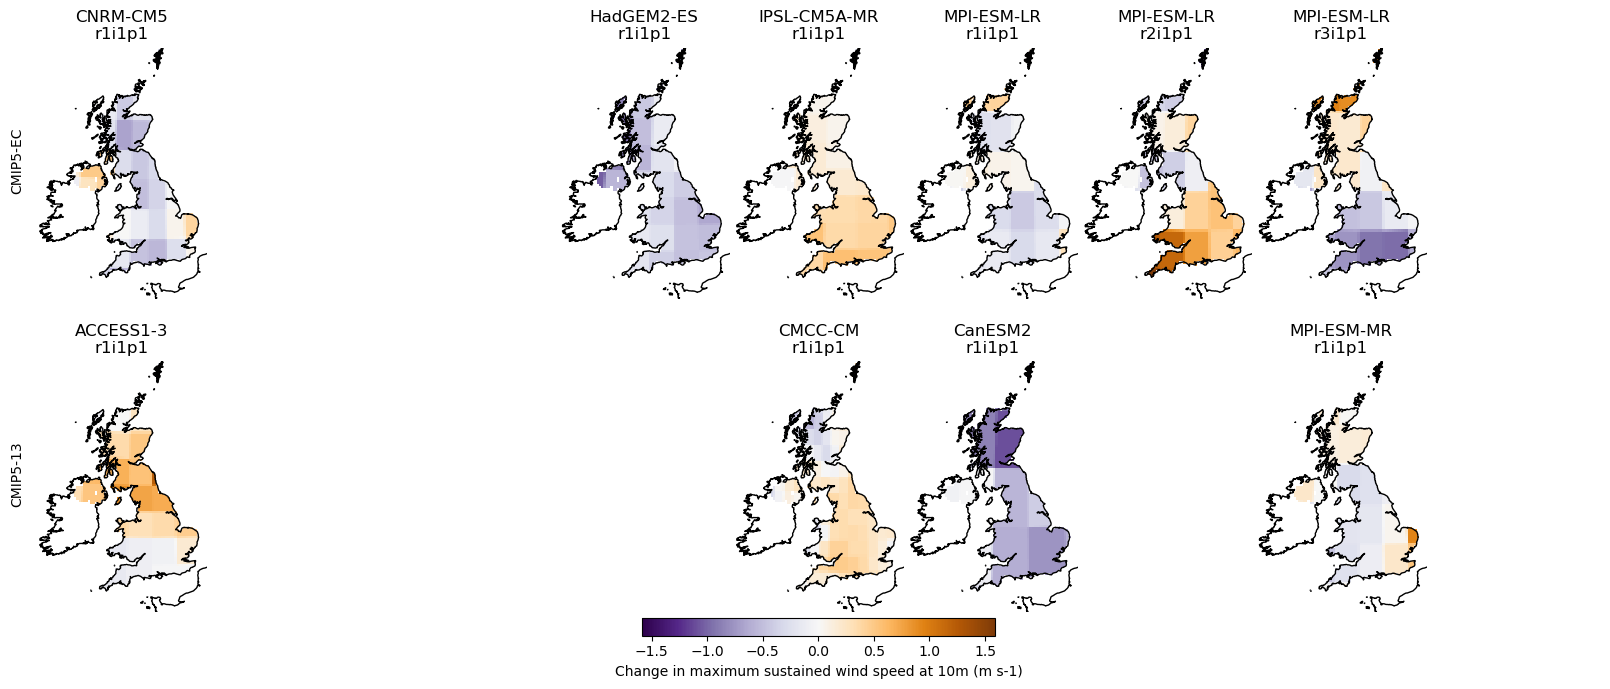 CNRM-CM5
r1i1p1
HadGEM2-ES
r1i1p1
IPSL-CM5A-MR
r1i1p1
MPI-ESM-LR
r1i1p1
MPI-ESM-LR
r2i1p1
MPI-ESM-LR
r3i1p1
CMIP5-EC
ACCESS1-3
r1i1p1
CMCC-CM
r1i1p1
CanESM2
r1i1p1
MPI-ESM-MR
r1i1p1
CMIP5-13
−1.5 −1.0 −0.5 0.0 0.5 1.0 1.5
Change in maximum sustained wind speed at 10m (m s-1)